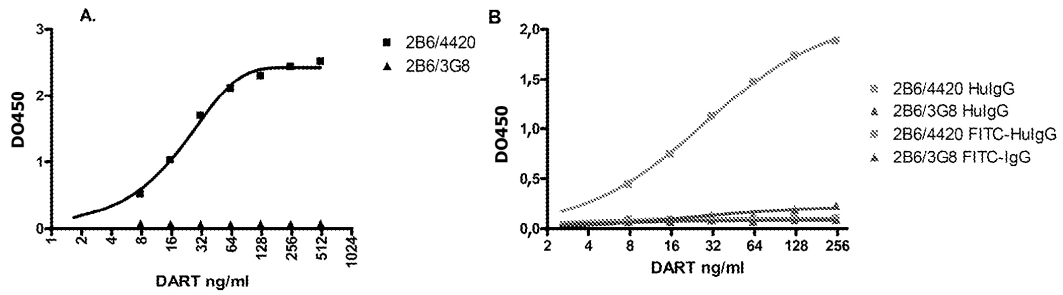 A.
3
2
1
0
DO450
1 2 4 8 16 32 64 128 256 512 1024
DART ng/ml
2B6/4420
2B6/3G8
B
2,0
1,5
1,0
0,5
0,0
DO450
2 4 8 16 32 64 128 256
DART ng/ml
2B6/4420 HuIgG
2B6/3G8 HuIgG
2B6/4420 FITC-HuIgG
2B6/3G8 FITC-IgG